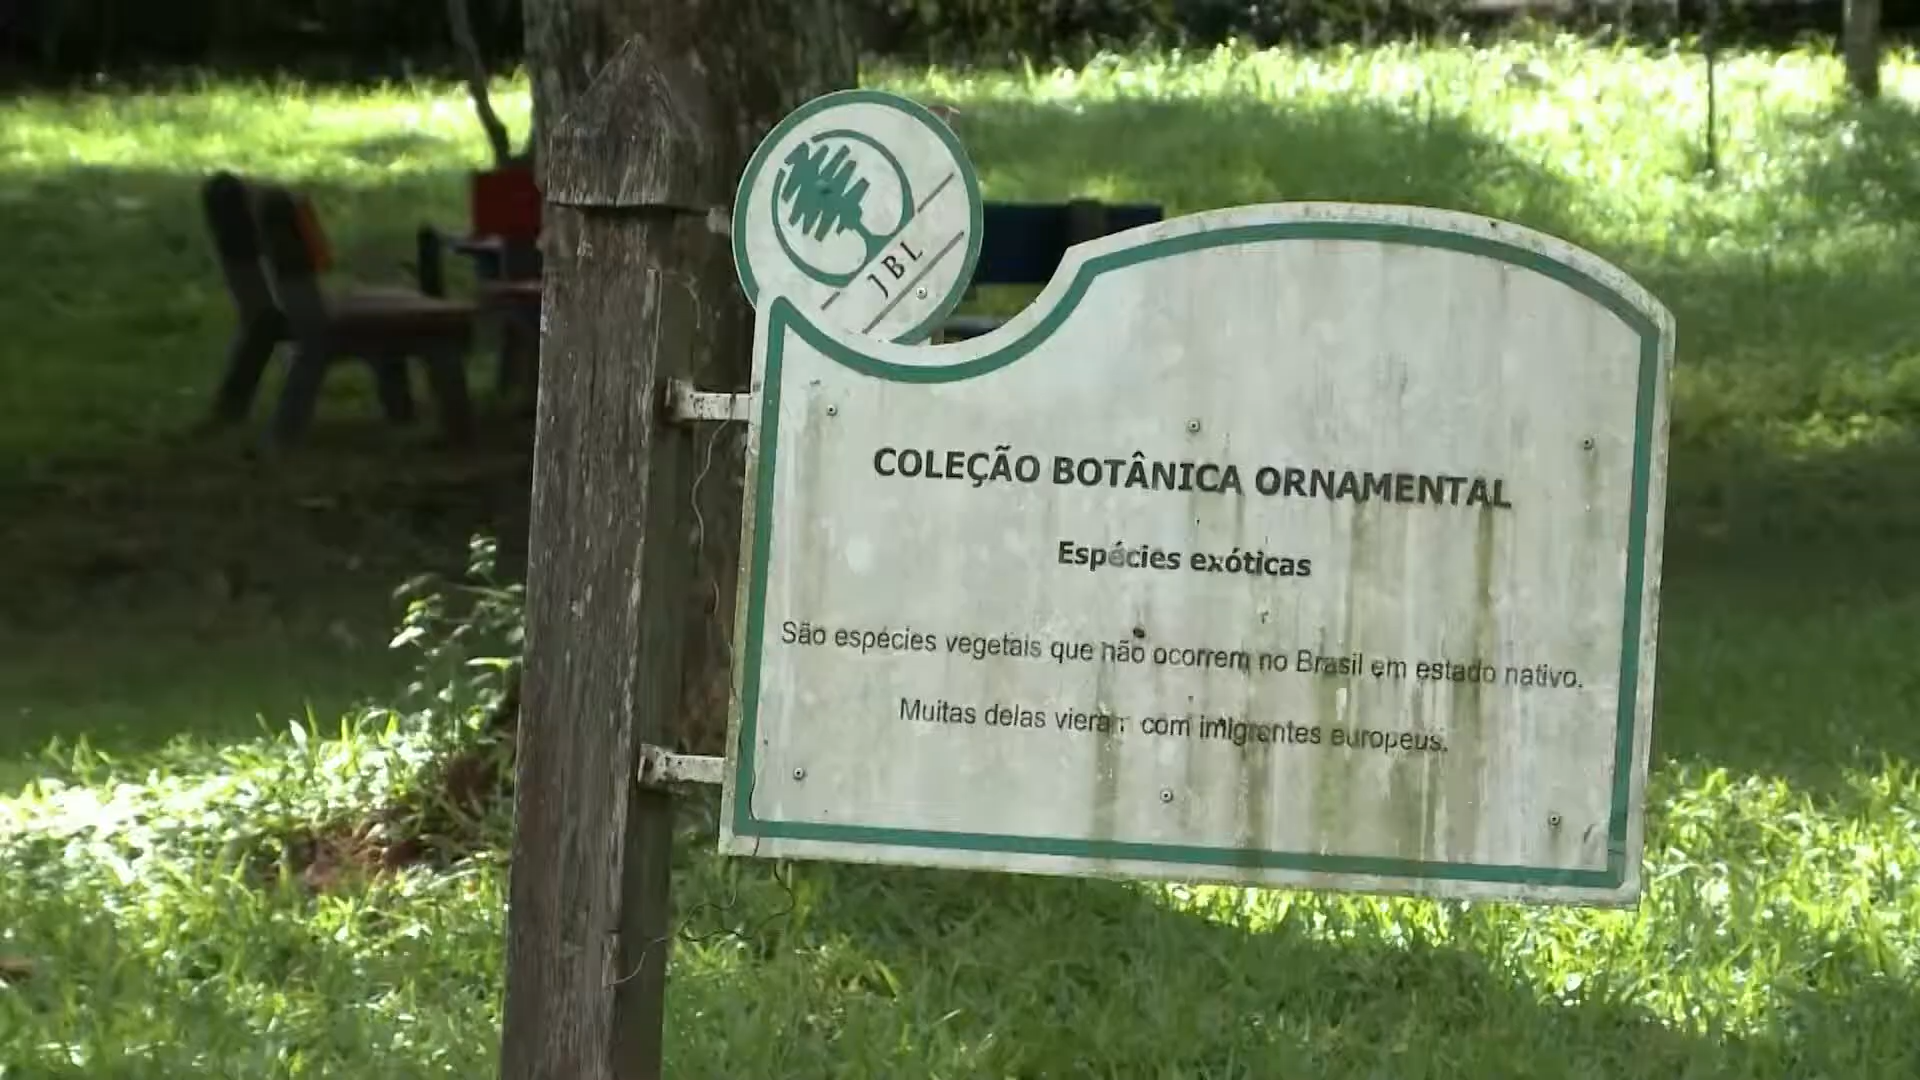 JBL
COLEÇÃO BOTÂNICA ORNAMENTAL
Espécies exóticas
São espécies vegetais que não ocorrem no Brasil em estado nativo.
Muitas delas vieram com imigrantes europeus.